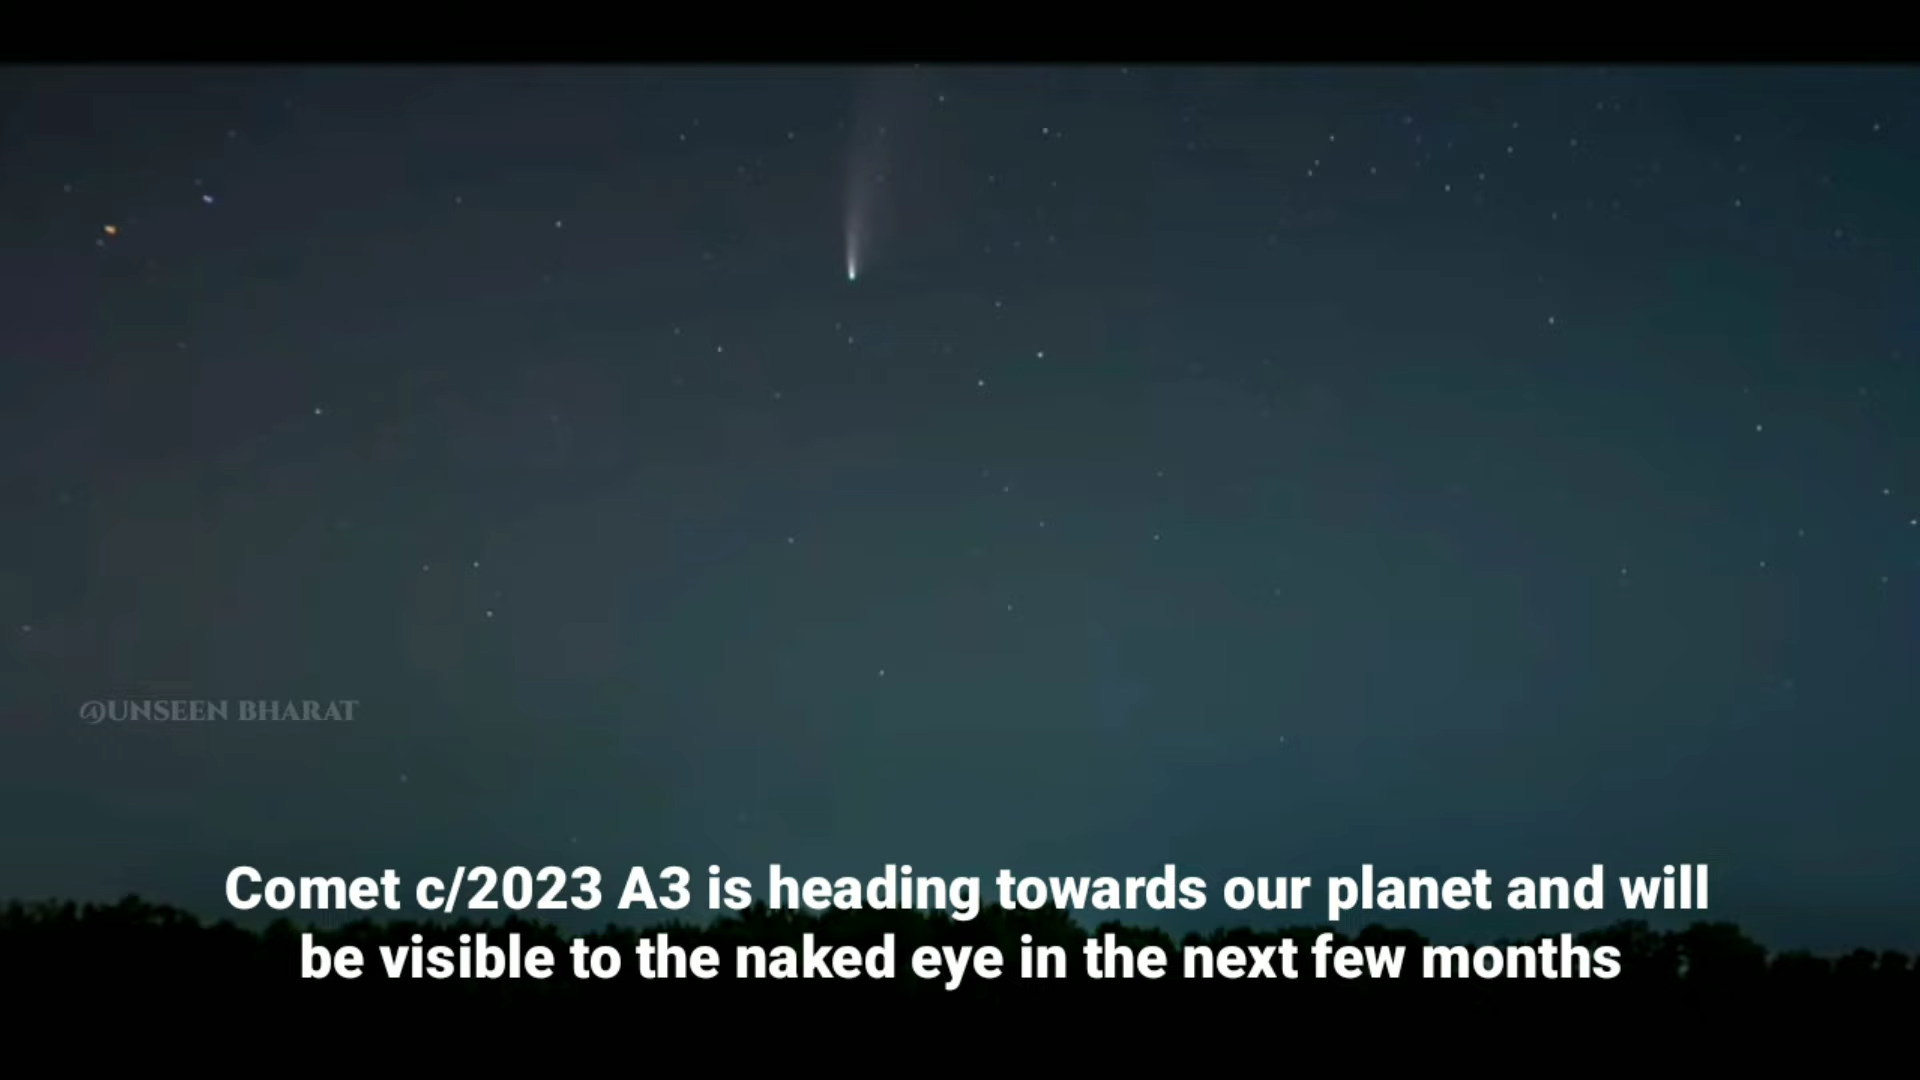 @UNSEEN BHARAT
Comet c/2023 A3 is heading towards our planet and will
be visible to the naked eye in the next few months